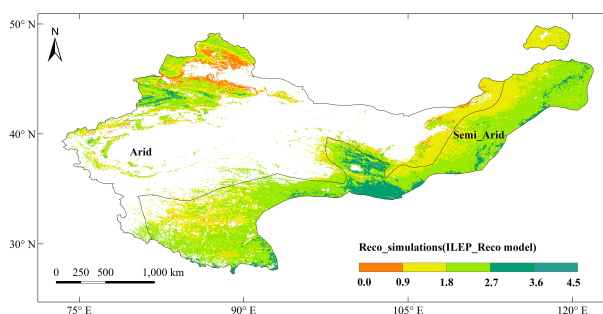 50° N
N
40° N
Arid
Semi_Arid
30° N
Reco_simulations(ILEP_Reco model)
0 250 500 1,000 km
0.0 0.9 1.8 2.7 3.6 4.5
75° E 90° E 105° E 120° E